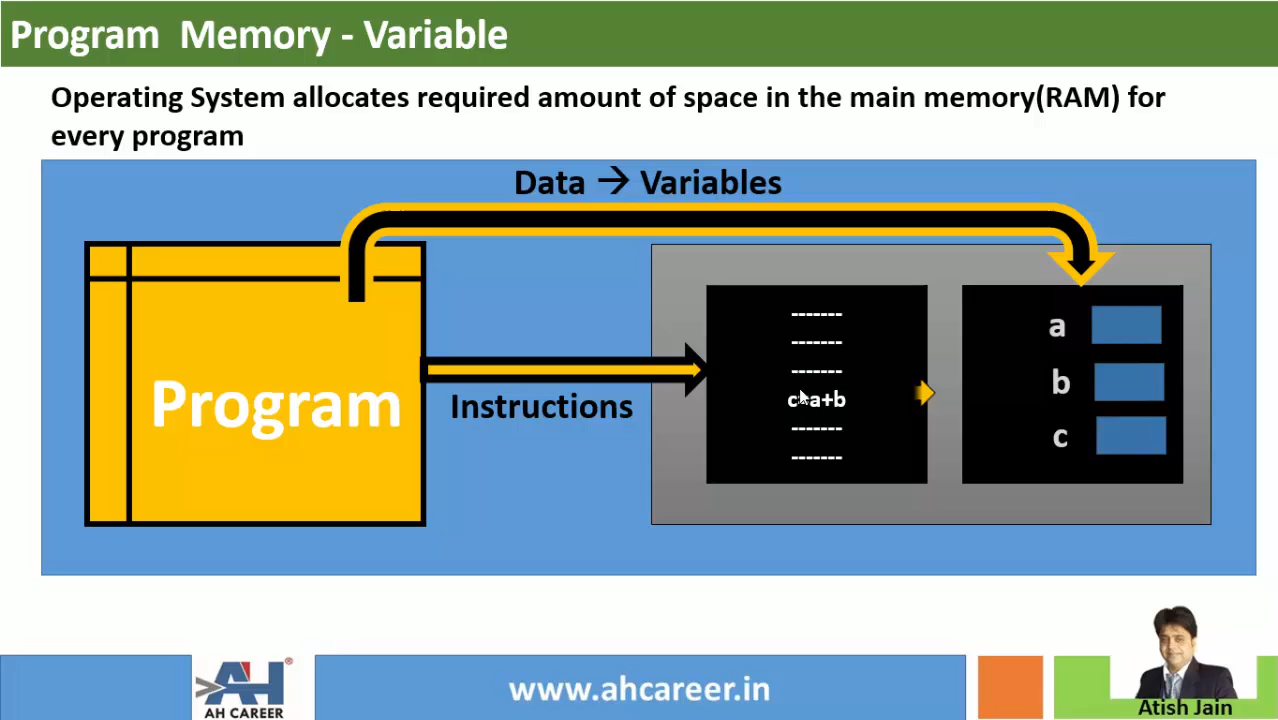 Program Memory - Variable
Operating System allocates required amount of space in the main memory(RAM) for
every program
Data → Variables
Program
Instructions
-------
-------
-------
c=a+b
-------
-------
a
b
c
AH
®
AH CAREER
www.ahcareer.in
Atish Jain